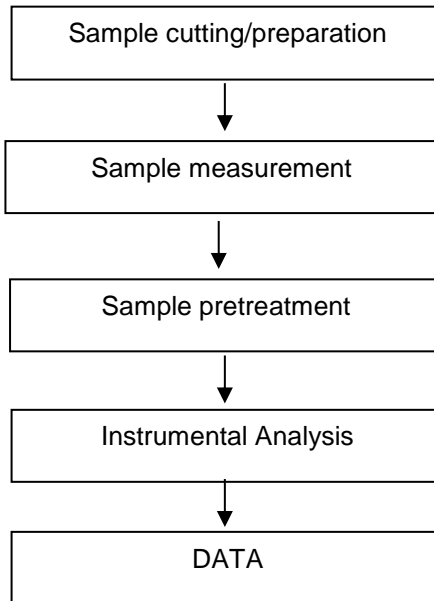 Sample cutting/preparation
Sample measurement
Sample pretreatment
Instrumental Analysis
DATA